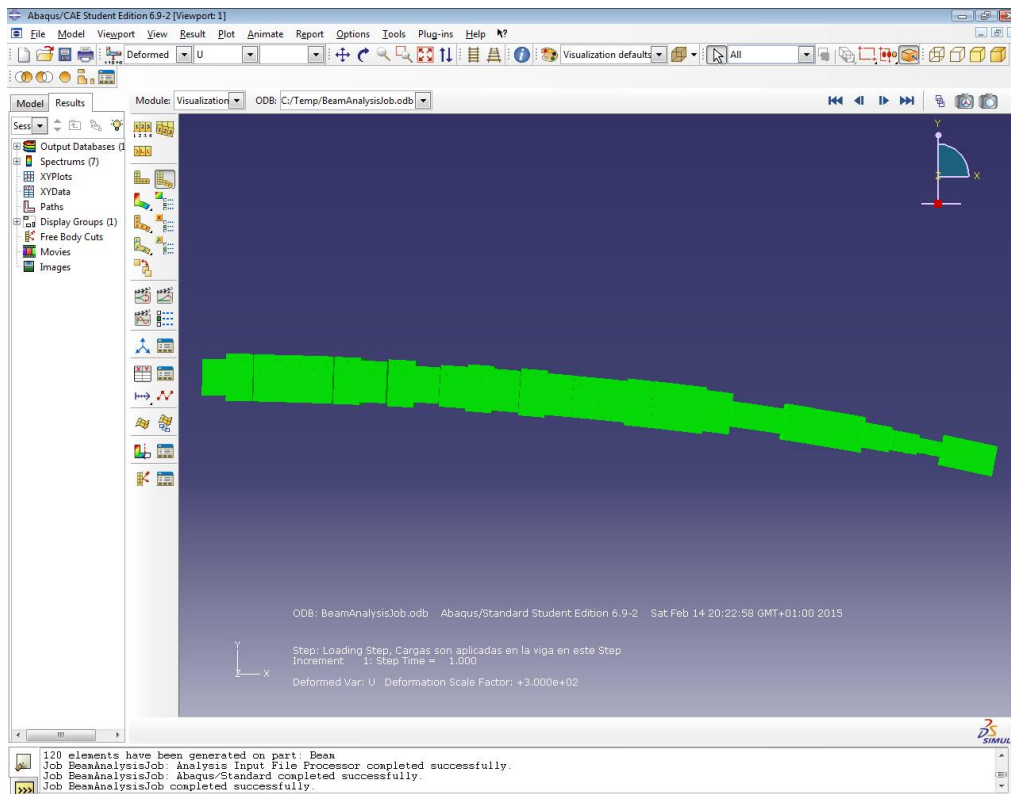 Abaqus/CAE Student Edition 6.9-2 [Viewport: 1]
File Model Viewport View Result Plot Animate Report Options Tools Plug-ins Help
Deformed U Visualization defaults All
Model Results Module: Visualization ODB: C:/Temp/BeamAnalysisJob.odb
Sess
Output Databases (1
Spectrums (7)
XYPlots
XYData
Paths
Display Groups (1)
Free Body Cuts
Movies
Images
Y
Z X
ODB: BeamAnalysisJob.odb Abaqus/Standard Student Edition 6.9-2 Sat Feb 14 20:22:58 GMT+01:00 2015
Y
Z X
Step: Loading Step, Cargas son aplicadas en la viga en este Step
Increment 1: Step Time = 1.000
Deformed Var: U Deformation Scale Factor: +3.000e+02
SIMUL
120 elements have been generated on part: Beam
Job BeamAnalysisJob: Analysis Input File Processor completed successfully.
Job BeamAnalysisJob: Abaqus/Standard completed successfully.
Job BeamAnalysisJob completed successfully.
>>>